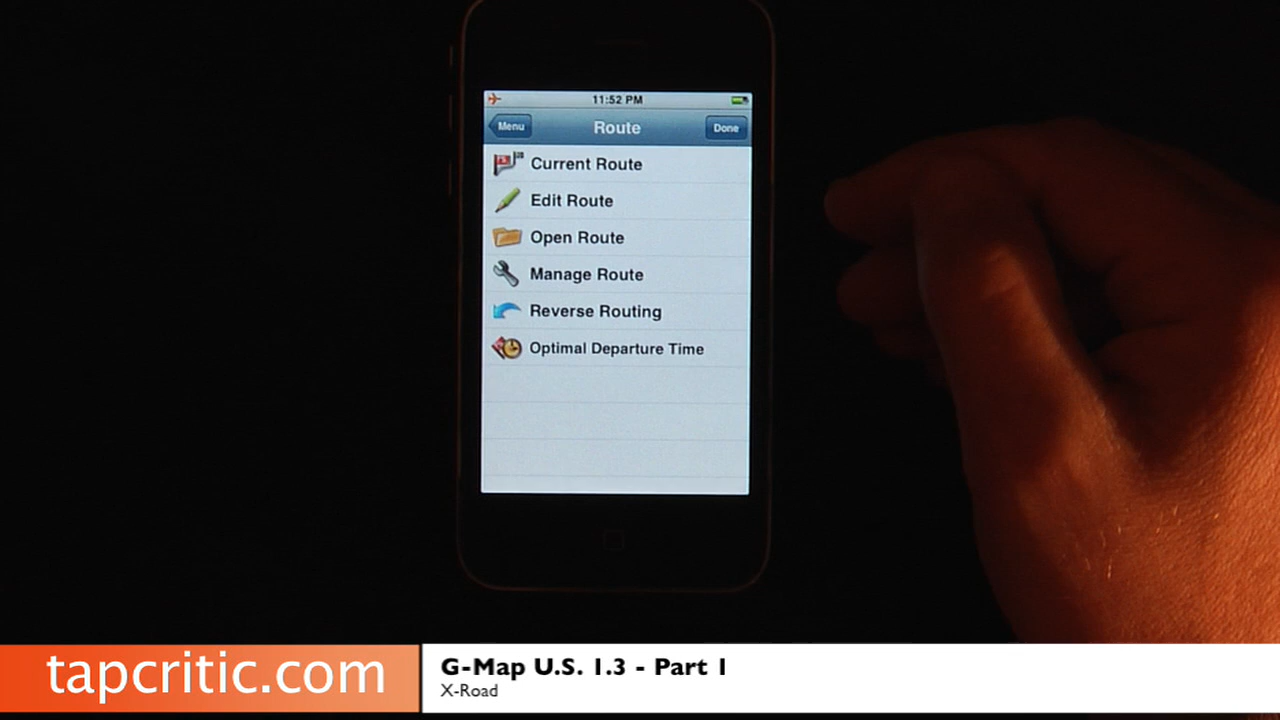 11:52 PM
Menu
Route
Done
Current Route
Edit Route
Open Route
Manage Route
Reverse Routing
Optimal Departure Time
tapcritic.com
G-Map U.S. 1.3 - Part 1
X-Road